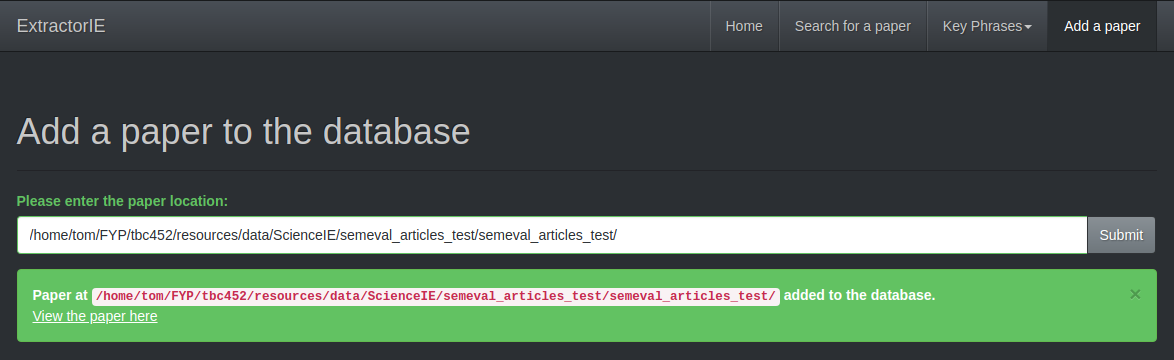 ExtractorIE
Home
Search for a paper
Key Phrases
Add a paper
Add a paper to the database
Please enter the paper location:
/home/tom/FYP/tbc452/resources/data/ScienceIE/semeval_articles_test/semeval_articles_test/
Submit
Paper at /home/tom/FYP/tbc452/resources/data/ScienceIE/semeval_articles_test/semeval_articles_test/ added to the database.
×
View the paper here